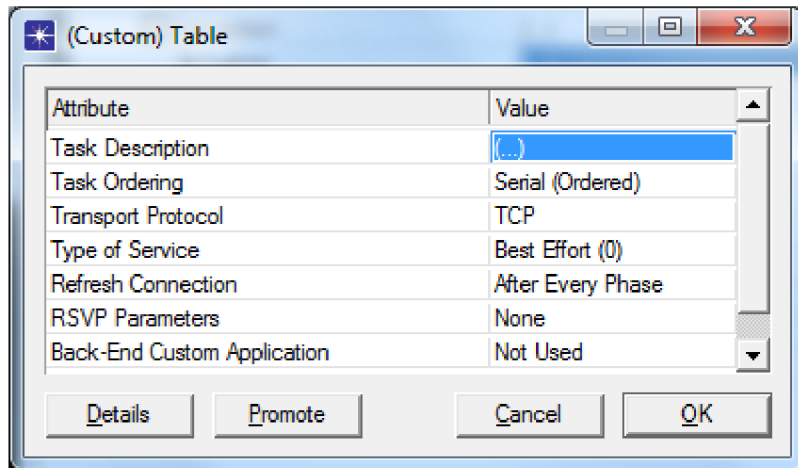 (Custom) Table
Attribute Value
Task Description (...)
Task Ordering Serial (Ordered)
Transport Protocol TCP
Type of Service Best Effort (0)
Refresh Connection After Every Phase
RSVP Parameters None
Back-End Custom Application Not Used
Details Promote Cancel OK